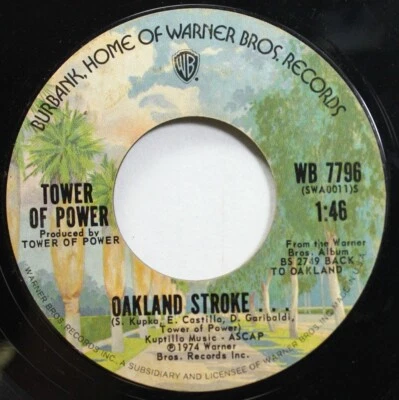 BURBANK, HOME OF WARNER BROS. RECORDS
WB
TOWER
OF POWER
Produced by
TOWER OF POWER
WB 7796
(SWA0011)S
1:46
From the Warner
Bros. Album
BS 2749 BACK
TO OAKLAND
OAKLAND STROKE . . .
(S. Kupka, E. Castillo, D. Garibaldi,
Tower of Power)
Kuptillo Music - ASCAP
©1974 Warner
Bros. Records Inc.
WARNER BROS. RECORDS INC., A SUBSIDIARY AND LICENSEE OF WARNER BROS. INC. MADE IN U.S.A.